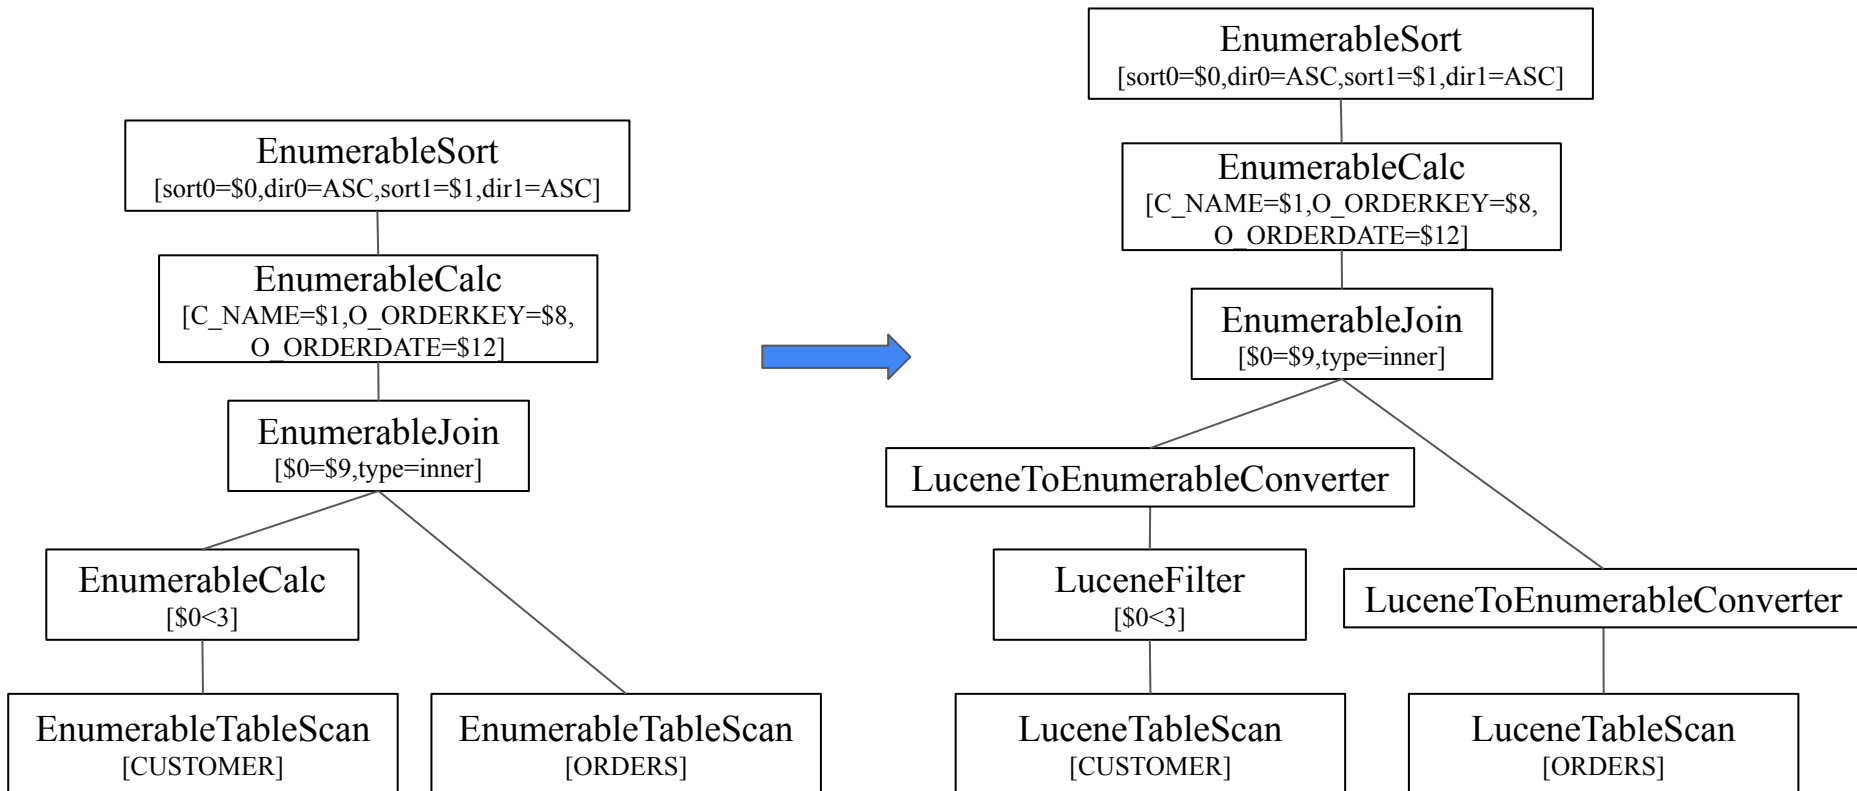 EnumerableSort
[sort0=$0,dir0=ASC,sort1=$1,dir1=ASC]
EnumerableCalc
[C_NAME=$1,O_ORDERKEY=$8,
O_ORDERDATE=$12]
EnumerableJoin
[$0=$9,type=inner]
EnumerableCalc
[$0<3]
EnumerableTableScan
[CUSTOMER]
EnumerableTableScan
[ORDERS]
EnumerableSort
[sort0=$0,dir0=ASC,sort1=$1,dir1=ASC]
EnumerableCalc
[C_NAME=$1,O_ORDERKEY=$8,
O_ORDERDATE=$12]
EnumerableJoin
[$0=$9,type=inner]
LuceneToEnumerableConverter
LuceneFilter
[$0<3]
LuceneToEnumerableConverter
LuceneTableScan
[CUSTOMER]
LuceneTableScan
[ORDERS]